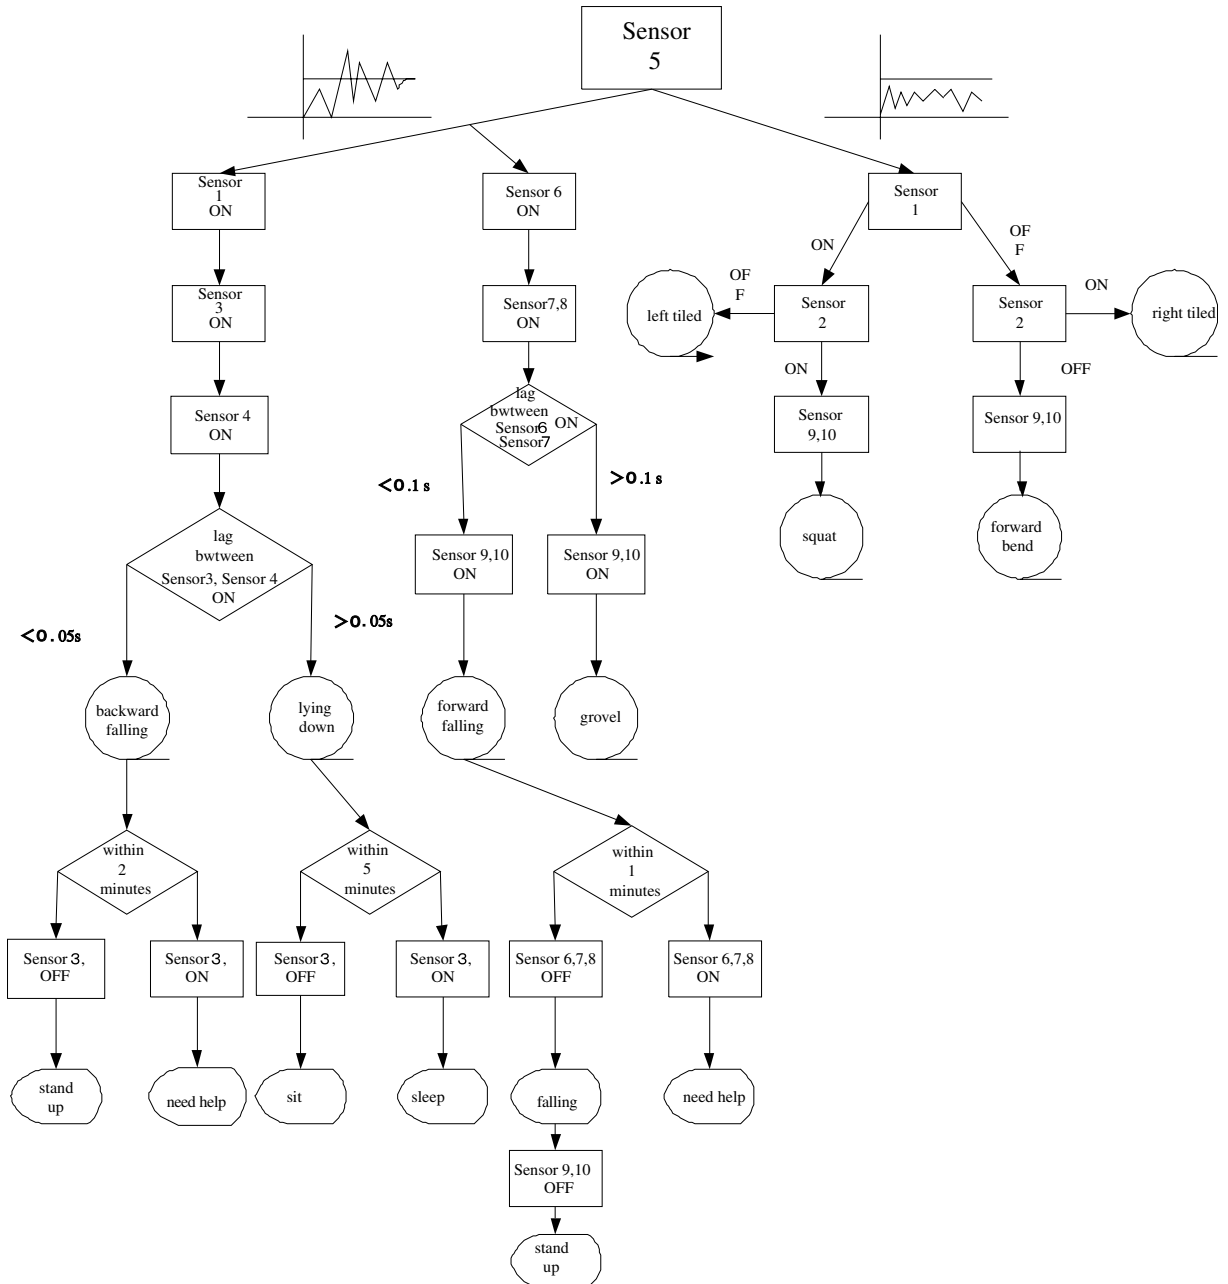 Sensor
5
Sensor
1
ON
Sensor 6
ON
Sensor
1
ON
OF
F
Sensor
3
ON
Sensor7,8
ON
left tiled
OF
F
Sensor
2
Sensor
2
ON
right tiled
ON
OFF
Sensor 4
ON
lag
bwtween
Sensor6 ON
Sensor7
Sensor
9,10
Sensor 9,10
<0.1 s
>0.1 s
lag
bwtween
Sensor3, Sensor 4
ON
Sensor 9,10
ON
Sensor 9,10
ON
squat
forward
bend
<0.05s
>0.05s
backward
falling
lying
down
forward
falling
grovel
within
2
minutes
within
5
minutes
within
1
minutes
Sensor 3,
OFF
Sensor3,
ON
Sensor3,
OFF
Sensor 3,
ON
Sensor 6,7,8
OFF
Sensor 6,7,8
ON
stand
up
need help
sit
sleep
falling
need help
Sensor 9,10
OFF
stand
up